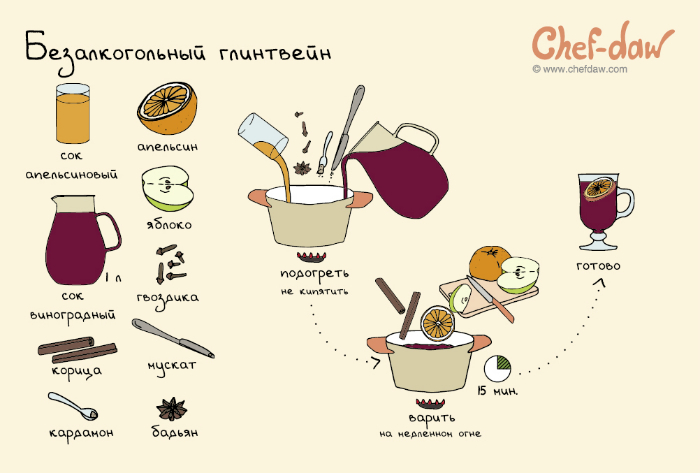 Безалкогольный глинтвейн
Chef-daw
© www.chefdaw.com
сок
апельсиновый
апельсин
яблоко
1 л
сок
виноградный
гвоздика
корица
мускат
кардамон
бадьян
подогреть
не кипятить
15 мин.
варить
на медленном огне
готово